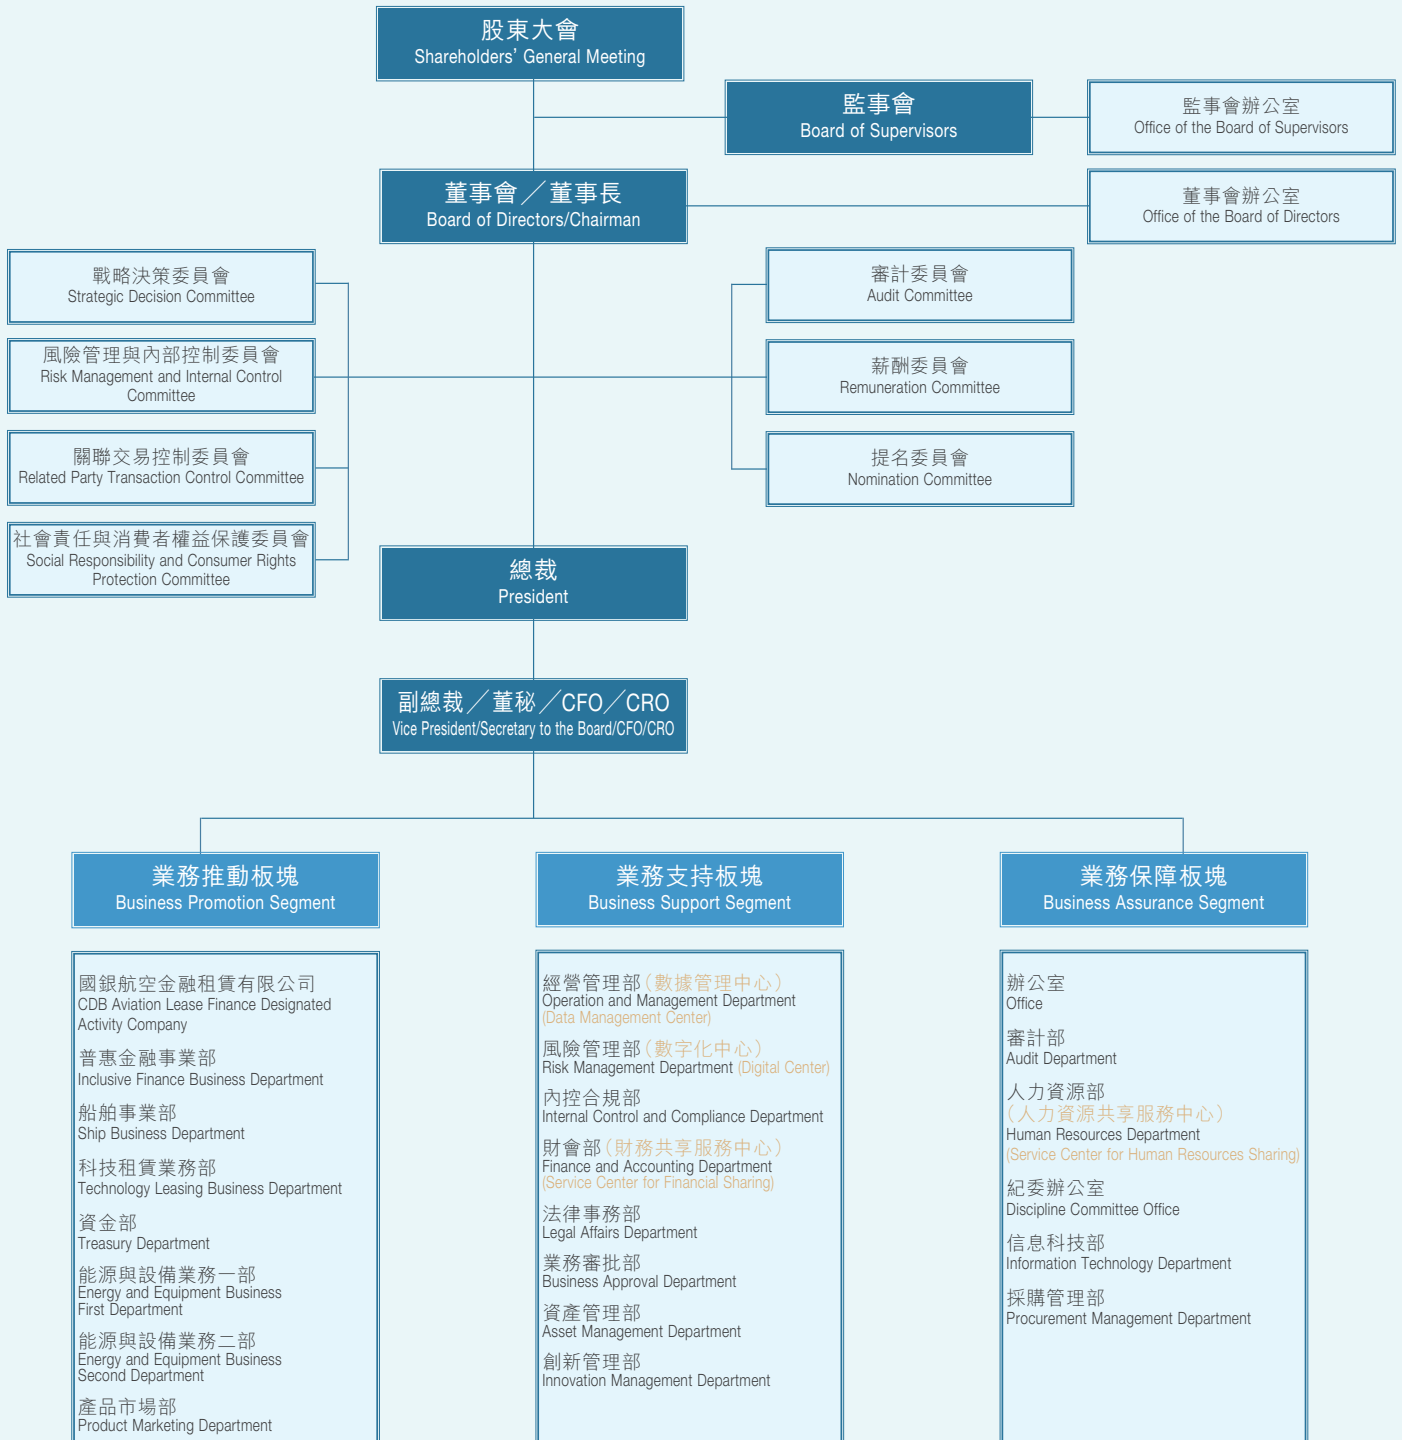 股東大會
Shareholders' General Meeting
監事會
Board of Supervisors
監事會辦公室
Office of the Board of Supervisors
董事會／董事長
Board of Directors/Chairman
董事會辦公室
Office of the Board of Directors
戰略決策委員會
Strategic Decision Committee
風險管理與內部控制委員會
Risk Management and Internal Control
Committee
關聯交易控制委員會
Related Party Transaction Control Committee
社會責任與消費者權益保護委員會
Social Responsibility and Consumer Rights
Protection Committee
審計委員會
Audit Committee
薪酬委員會
Remuneration Committee
提名委員會
Nomination Committee
總裁
President
副總裁／董秘／CFO／CRO
Vice President/Secretary to the Board/CFO/CRO
業務推動板塊
Business Promotion Segment
國銀航空金融租賃有限公司
CDB Aviation Lease Finance Designated
Activity Company
普惠金融事業部
Inclusive Finance Business Department
船舶事業部
Ship Business Department
科技租賃業務部
Technology Leasing Business Department
資金部
Treasury Department
能源與設備業務一部
Energy and Equipment Business
First Department
能源與設備業務二部
Energy and Equipment Business
Second Department
產品市場部
Product Marketing Department
業務支持板塊
Business Support Segment
經營管理部（數據管理中心）
Operation and Management Department
(Data Management Center)
風險管理部（數字化中心）
Risk Management Department (Digital Center)
內控合規部
Internal Control and Compliance Department
財會部（財務共享服務中心）
Finance and Accounting Department
(Service Center for Financial Sharing)
法律事務部
Legal Affairs Department
業務審批部
Business Approval Department
資產管理部
Asset Management Department
創新管理部
Innovation Management Department
業務保障板塊
Business Assurance Segment
辦公室
Office
審計部
Audit Department
人力資源部
（人力資源共享服務中心）
Human Resources Department
(Service Center for Human Resources Sharing)
紀委辦公室
Discipline Committee Office
信息科技部
Information Technology Department
採購管理部
Procurement Management Department